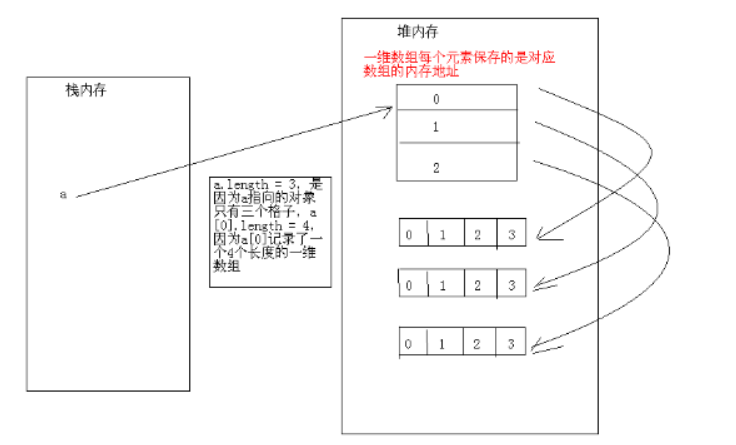 堆内存
一维数组每个元素保存的是对应
数组的内存地址
栈内存
0
1
2
a
a.length = 3, 是
因为a指向的对象
只有三个格子, a
[0].length = 4,
因为a[0]记录了一
个4个长度的一维
数组
0 1 2 3
0 1 2 3
0 1 2 3